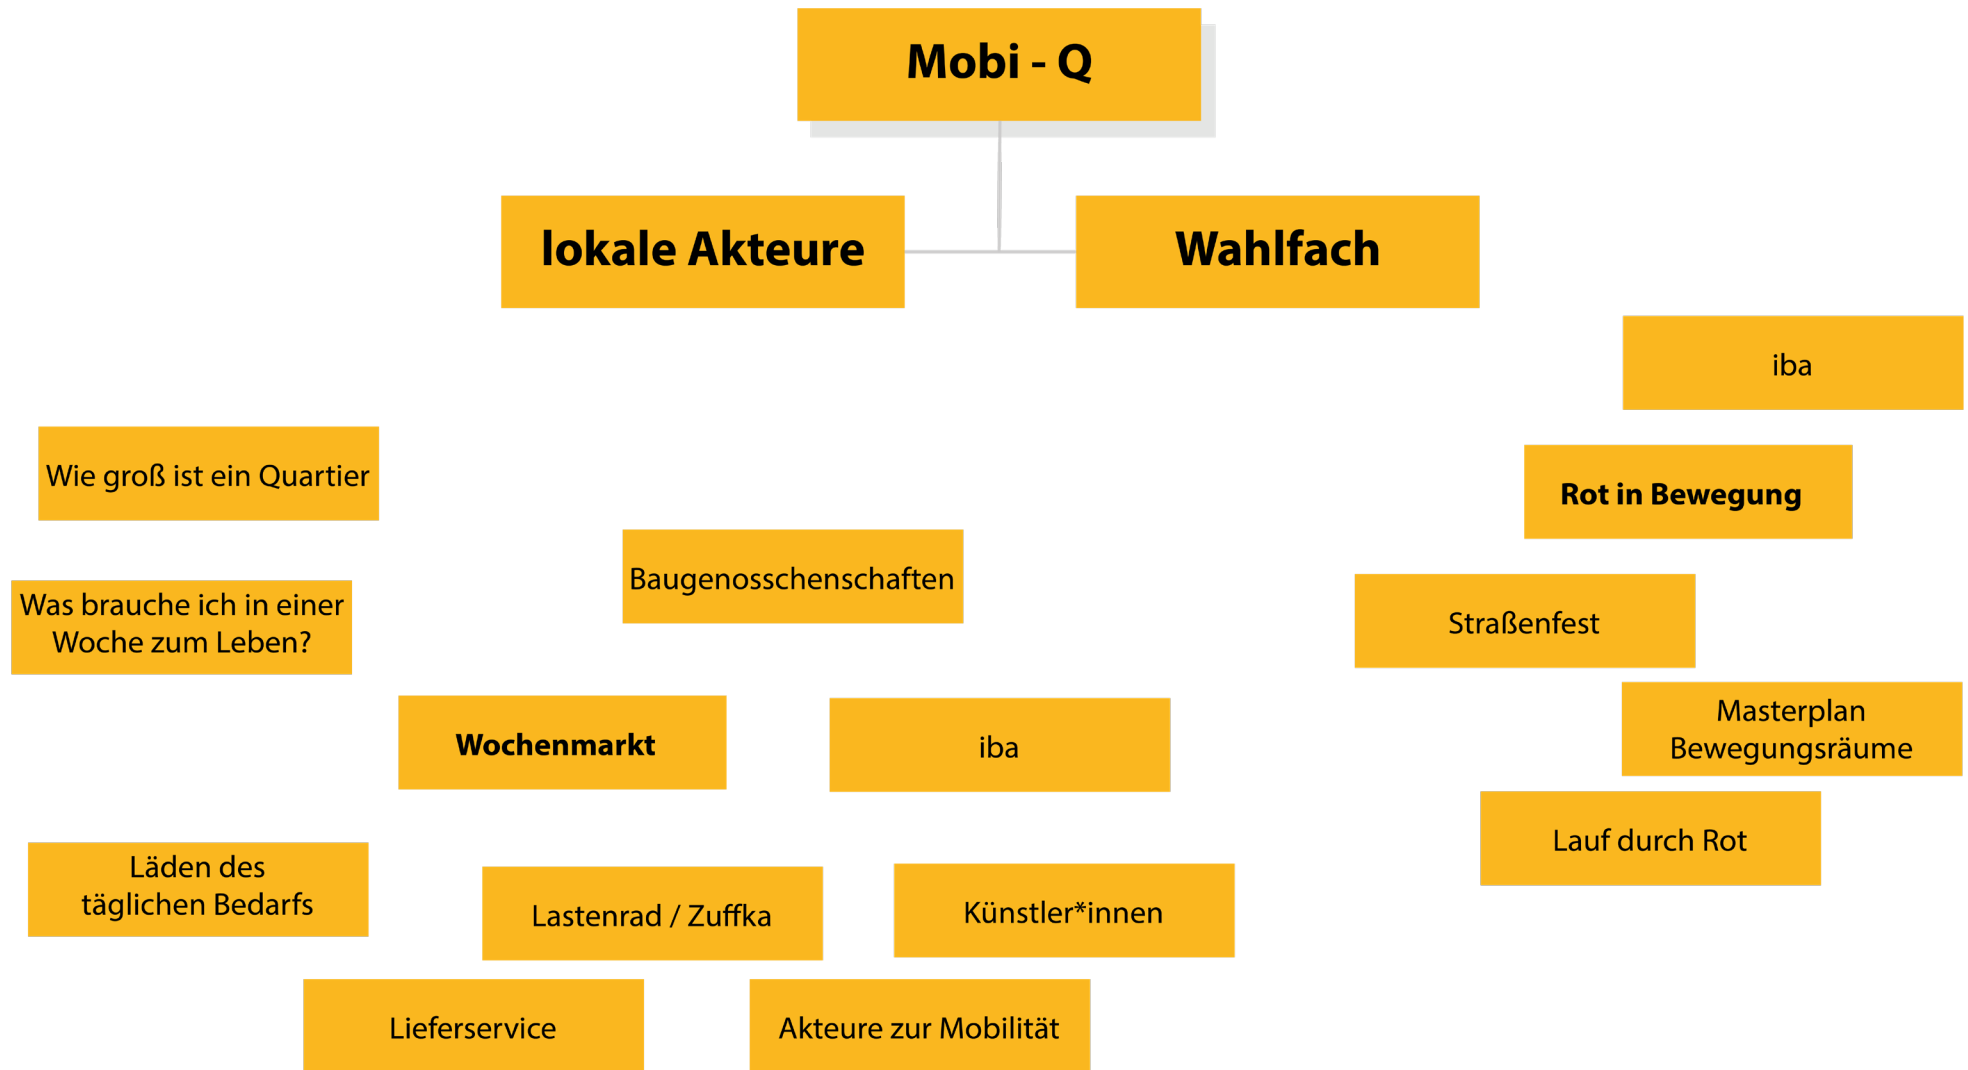 Mobi - Q
lokale Akteure
Wahlfach
iba
Wie groß ist ein Quartier
Rot in Bewegung
Baugenosschenschaften
Was brauche ich in einer
Woche zum Leben?
Straßenfest
Wochenmarkt
iba
Masterplan
Bewegungsräume
Lauf durch Rot
Läden des
täglichen Bedarfs
Lastenrad / Zuffka
Künstler*innen
Lieferservice
Akteure zur Mobilität